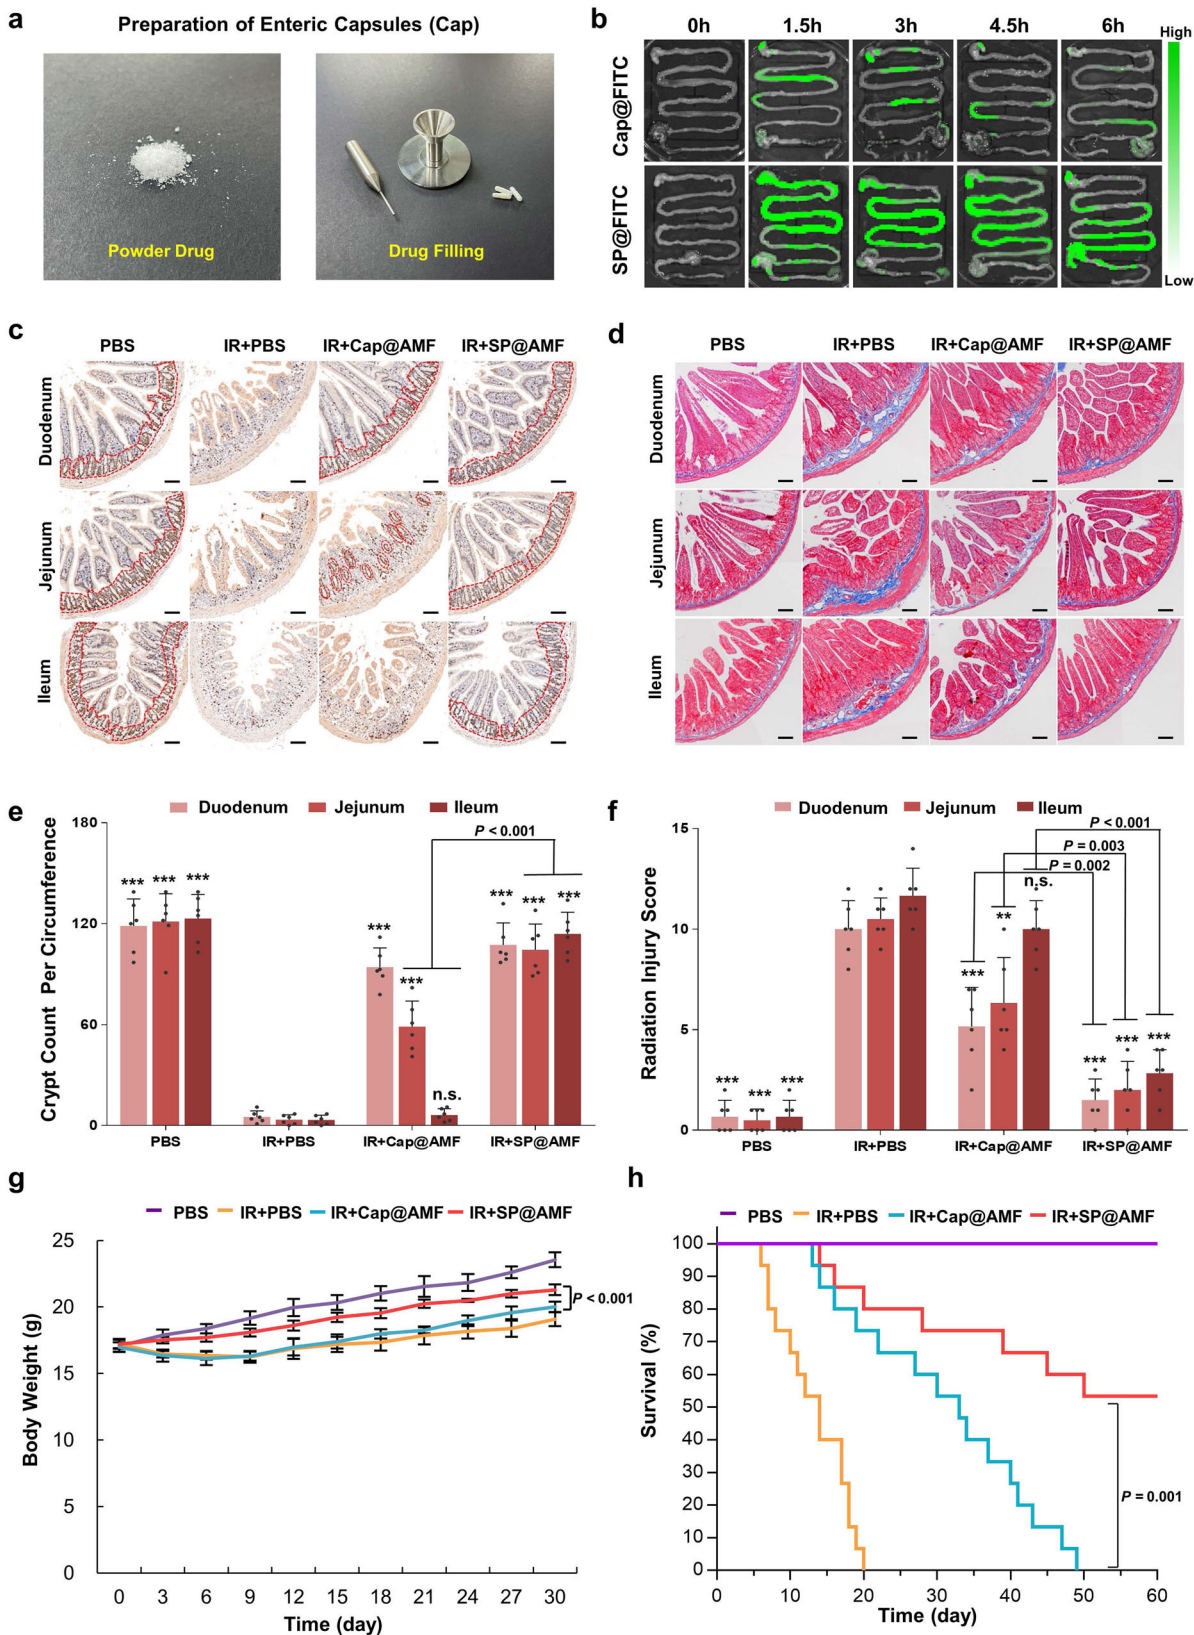 a
Preparation of Enteric Capsules (Cap)
Powder Drug
Drug Filling
b
0h 1.5h 3h 4.5h 6h
Cap@FITC
SP@FITC
High
Low
c
PBS IR+PBS IR+Cap@AMF IR+SP@AMF
Duodenum
Jejunum
Ileum
d
PBS IR+PBS IR+Cap@AMF IR+SP@AMF
Duodenum
Jejunum
Ileum
e
Duodenum Jejunum Ileum
Crypt Count Per Circumference
180
120
60
0
*** *** ***
*** *** n.s.
*** *** ***
P < 0.001
PBS IR+PBS IR+Cap@AMF IR+SP@AMF
f
Duodenum Jejunum Ileum
Radiation Injury Score
15
10
5
0
P < 0.001
P = 0.003
P = 0.002
*** *** ***
*** ** n.s.
*** *** ***
PBS IR+PBS IR+Cap@AMF IR+SP@AMF
g
PBS IR+PBS IR+Cap@AMF IR+SP@AMF
Body Weight (g)
25
20
15
10
5
0
P < 0.001
0 3 6 9 12 15 18 21 24 27 30
Time (day)
h
PBS IR+PBS IR+Cap@AMF IR+SP@AMF
Survival (%)
100
90
80
70
60
50
40
30
20
10
0
P = 0.001
0 10 20 30 40 50 60
Time (day)